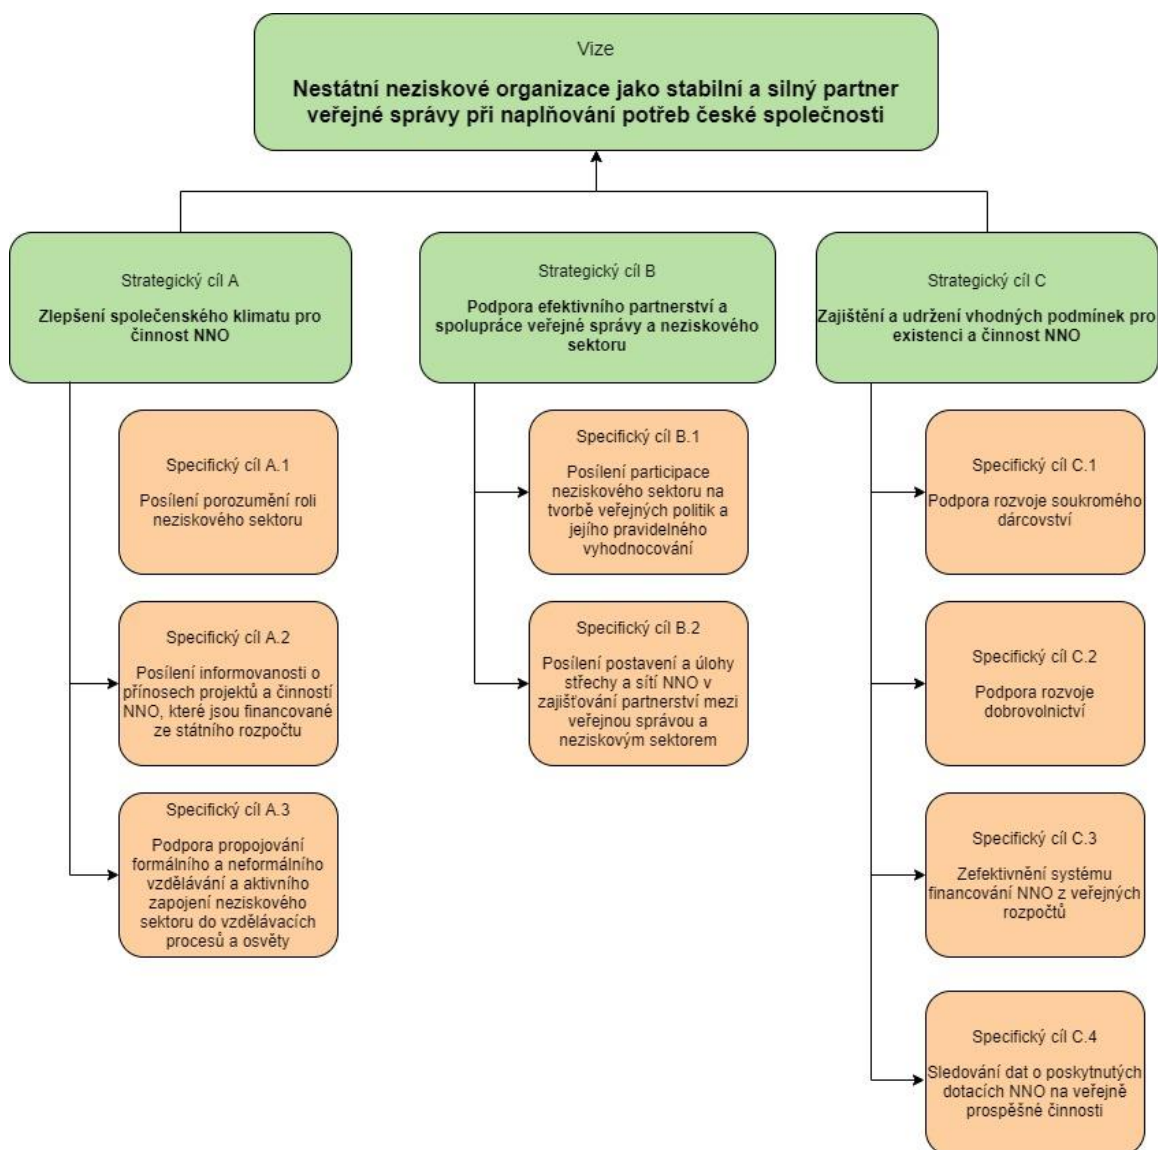 Vize
Nestátní neziskové organizace jako stabilní a silný partner
veřejné správy při naplňování potřeb české společnosti
Strategický cíl A
Zlepšení společenského klimatu pro
činnost NNO
Strategický cíl B
Podpora efektivního partnerství a
spolupráce veřejné správy a neziskového
sektoru
Strategický cíl C
Zajištění a udržení vhodných podmínek pro
existenci a činnost NNO
Specifický cíl A.1
Posílení porozumění roli
neziskového sektoru
Specifický cíl A.2
Posílení informovanosti o
přínosech projektů a činností
NNO, které jsou financované
ze státního rozpočtu
Specifický cíl A.3
Podpora propojování
formálního a neformálního
vzdělávání a aktivního
zapojení neziskového
sektoru do vzdělávacích
procesů a osvěty
Specifický cíl B.1
Posílení participace
neziskového sektoru na
tvorbě veřejných politik a
jejího pravidelného
vyhodnocování
Specifický cíl B.2
Posílení postavení a úlohy
střechy a sítí NNO v
zajišťování partnerství mezi
veřejnou správou a
neziskovým sektorem
Specifický cíl C.1
Podpora rozvoje soukromého
dárcovství
Specifický cíl C.2
Podpora rozvoje
dobrovolnictví
Specifický cíl C.3
Zefektivnění systému
financování NNO z veřejných
rozpočtů
Specifický cíl C.4
Sledování dat o poskytnutých
dotacích NNO na veřejně
prospěšné činnosti